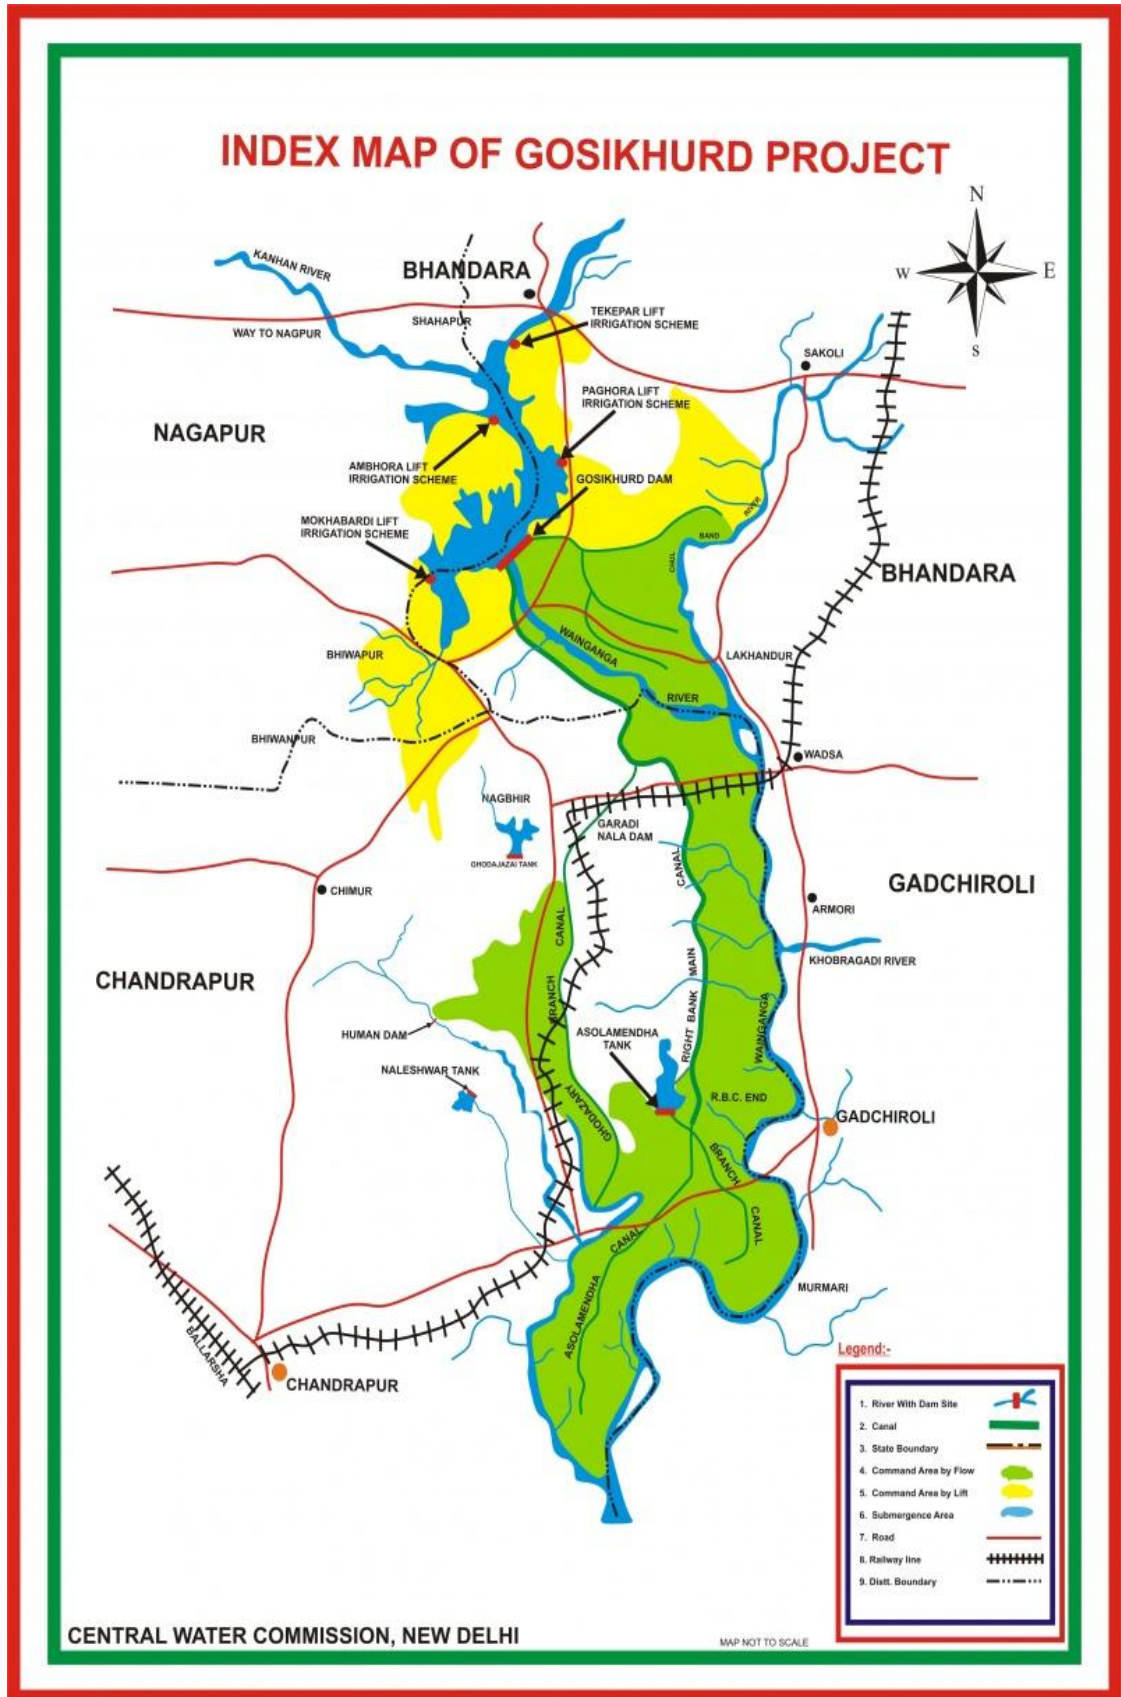 INDEX MAP OF GOSIKHURD PROJECT
N
W
E
S
KANHAN RIVER
BHANDARA
SHAHAPUR
WAY TO NAGPUR
TEKEPAR LIFT
IRRIGATION SCHEME
SAKOLI
PAGHORA LIFT
IRRIGATION SCHEME
NAGAPUR
AMBHORA LIFT
IRRIGATION SCHEME
GOSIKHURD DAM
MOKHABARDI LIFT
IRRIGATION SCHEME
RIVER
BAND
CHUL
BHANDARA
WAINGANGA
RIVER
BHIWAPUR
LAKHANDUR
BHIWANPUR
WADSA
NAGBHIR
GHODAJAZAI TANK
GARADI
NALA DAM
CANAL
CHIMUR
GADCHIROLI
ARMORI
KHOBRAGADI RIVER
CANAL
BRANCH
GHODAZARY
CHANDRAPUR
HUMAN DAM
ASOLAMENDHA
TANK
RIGHT BANK MAIN
WAINGANGA
NALESHWAR TANK
R.B.C. END
GADCHIROLI
BRANCH
CANAL
CANAL
ASOLAMENDHA
MURMARI
BALLARSHA
CHANDRAPUR
Legend:-
1. River With Dam Site
2. Canal
3. State Boundary
4. Command Area by Flow
5. Command Area by Lift
6. Submergence Area
7. Road
8. Railway line
9. Distt. Boundary
CENTRAL WATER COMMISSION, NEW DELHI
MAP NOT TO SCALE